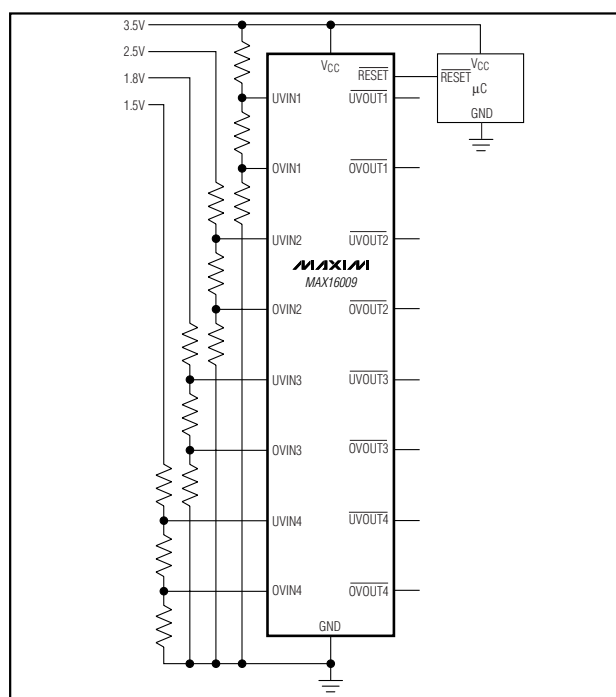 3.5V
2.5V
1.8V
1.5V
VCC
RESET
VCC
RESET
μC
GND
UVIN1
UVOUT1
OVIN1
OVOUT1
UVIN2
UVOUT2
MAXIM
MAX16009
OVIN2
OVOUT2
UVIN3
UVOUT3
OVIN3
OVOUT3
UVIN4
UVOUT4
OVIN4
OVOUT4
GND